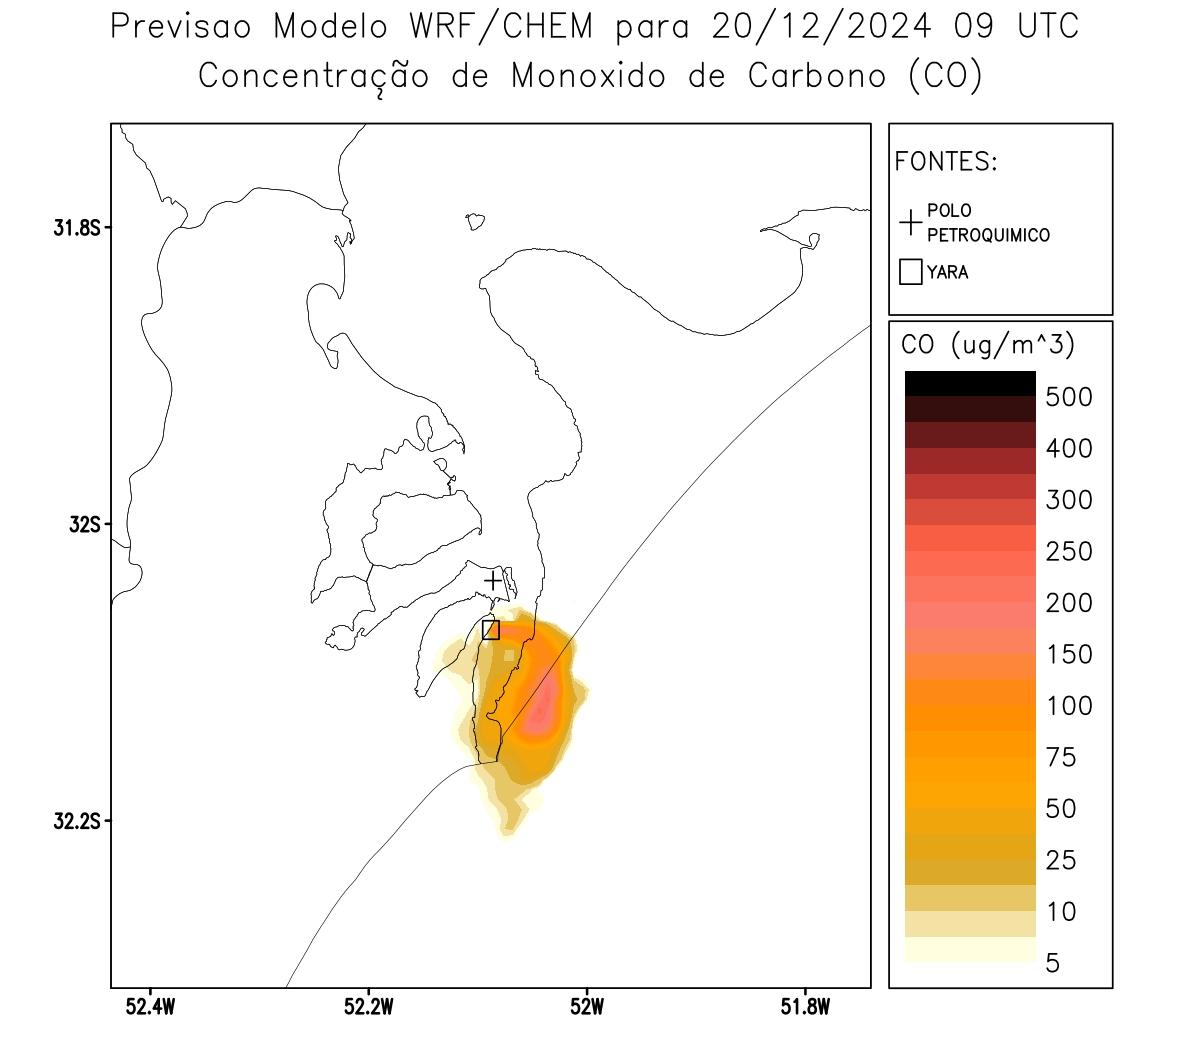 Previsao Modelo WRF/CHEM para 20/12/2024 09 UTC
Concentração de Monoxido de Carbono (CO)
FONTES:
POLO
PETROQUIMICO
YARA
CO (ug/m^3)
500
400
300
250
200
150
100
75
50
25
10
5
31.8S
32S
32.2S
52.4W
52.2W
52W
51.8W